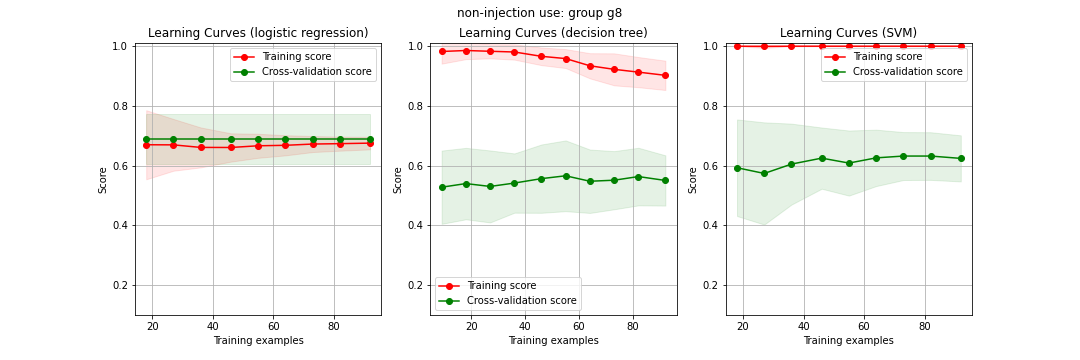 non-injection use: group g8
Learning Curves (logistic regression)
1.0
0.8
0.6
0.4
0.2
Score
20
40
60
80
Training examples
Training score
Cross-validation score
Learning Curves (decision tree)
1.0
0.8
0.6
0.4
0.2
Score
20
40
60
80
Training examples
Training score
Cross-validation score
Learning Curves (SVM)
1.0
0.8
0.6
0.4
0.2
Score
20
40
60
80
Training examples
Training score
Cross-validation score